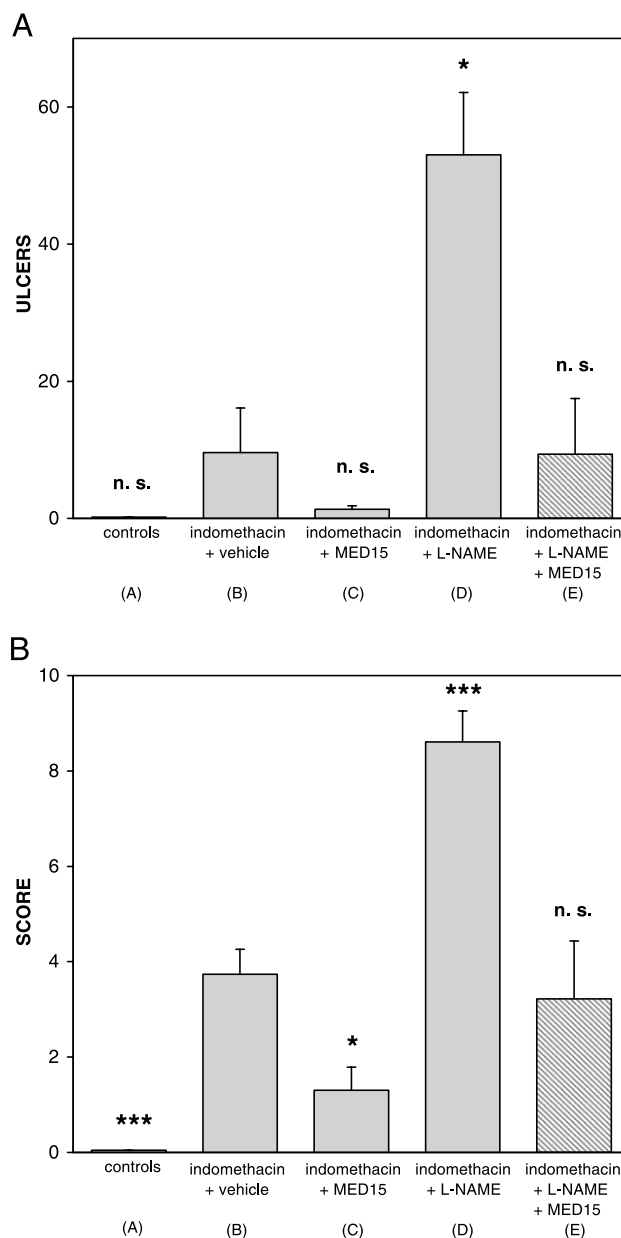 A
60
40
20
0
ULCERS
n. s.
n. s.
*
n. s.
controls
indomethacin
+ vehicle
indomethacin
+ MED15
indomethacin
+ L-NAME
indomethacin
+ L-NAME
+ MED15
(A)
(B)
(C)
(D)
(E)
B
10
8
6
4
2
0
SCORE
***
*
***
n. s.
controls
indomethacin
+ vehicle
indomethacin
+ MED15
indomethacin
+ L-NAME
indomethacin
+ L-NAME
+ MED15
(A)
(B)
(C)
(D)
(E)